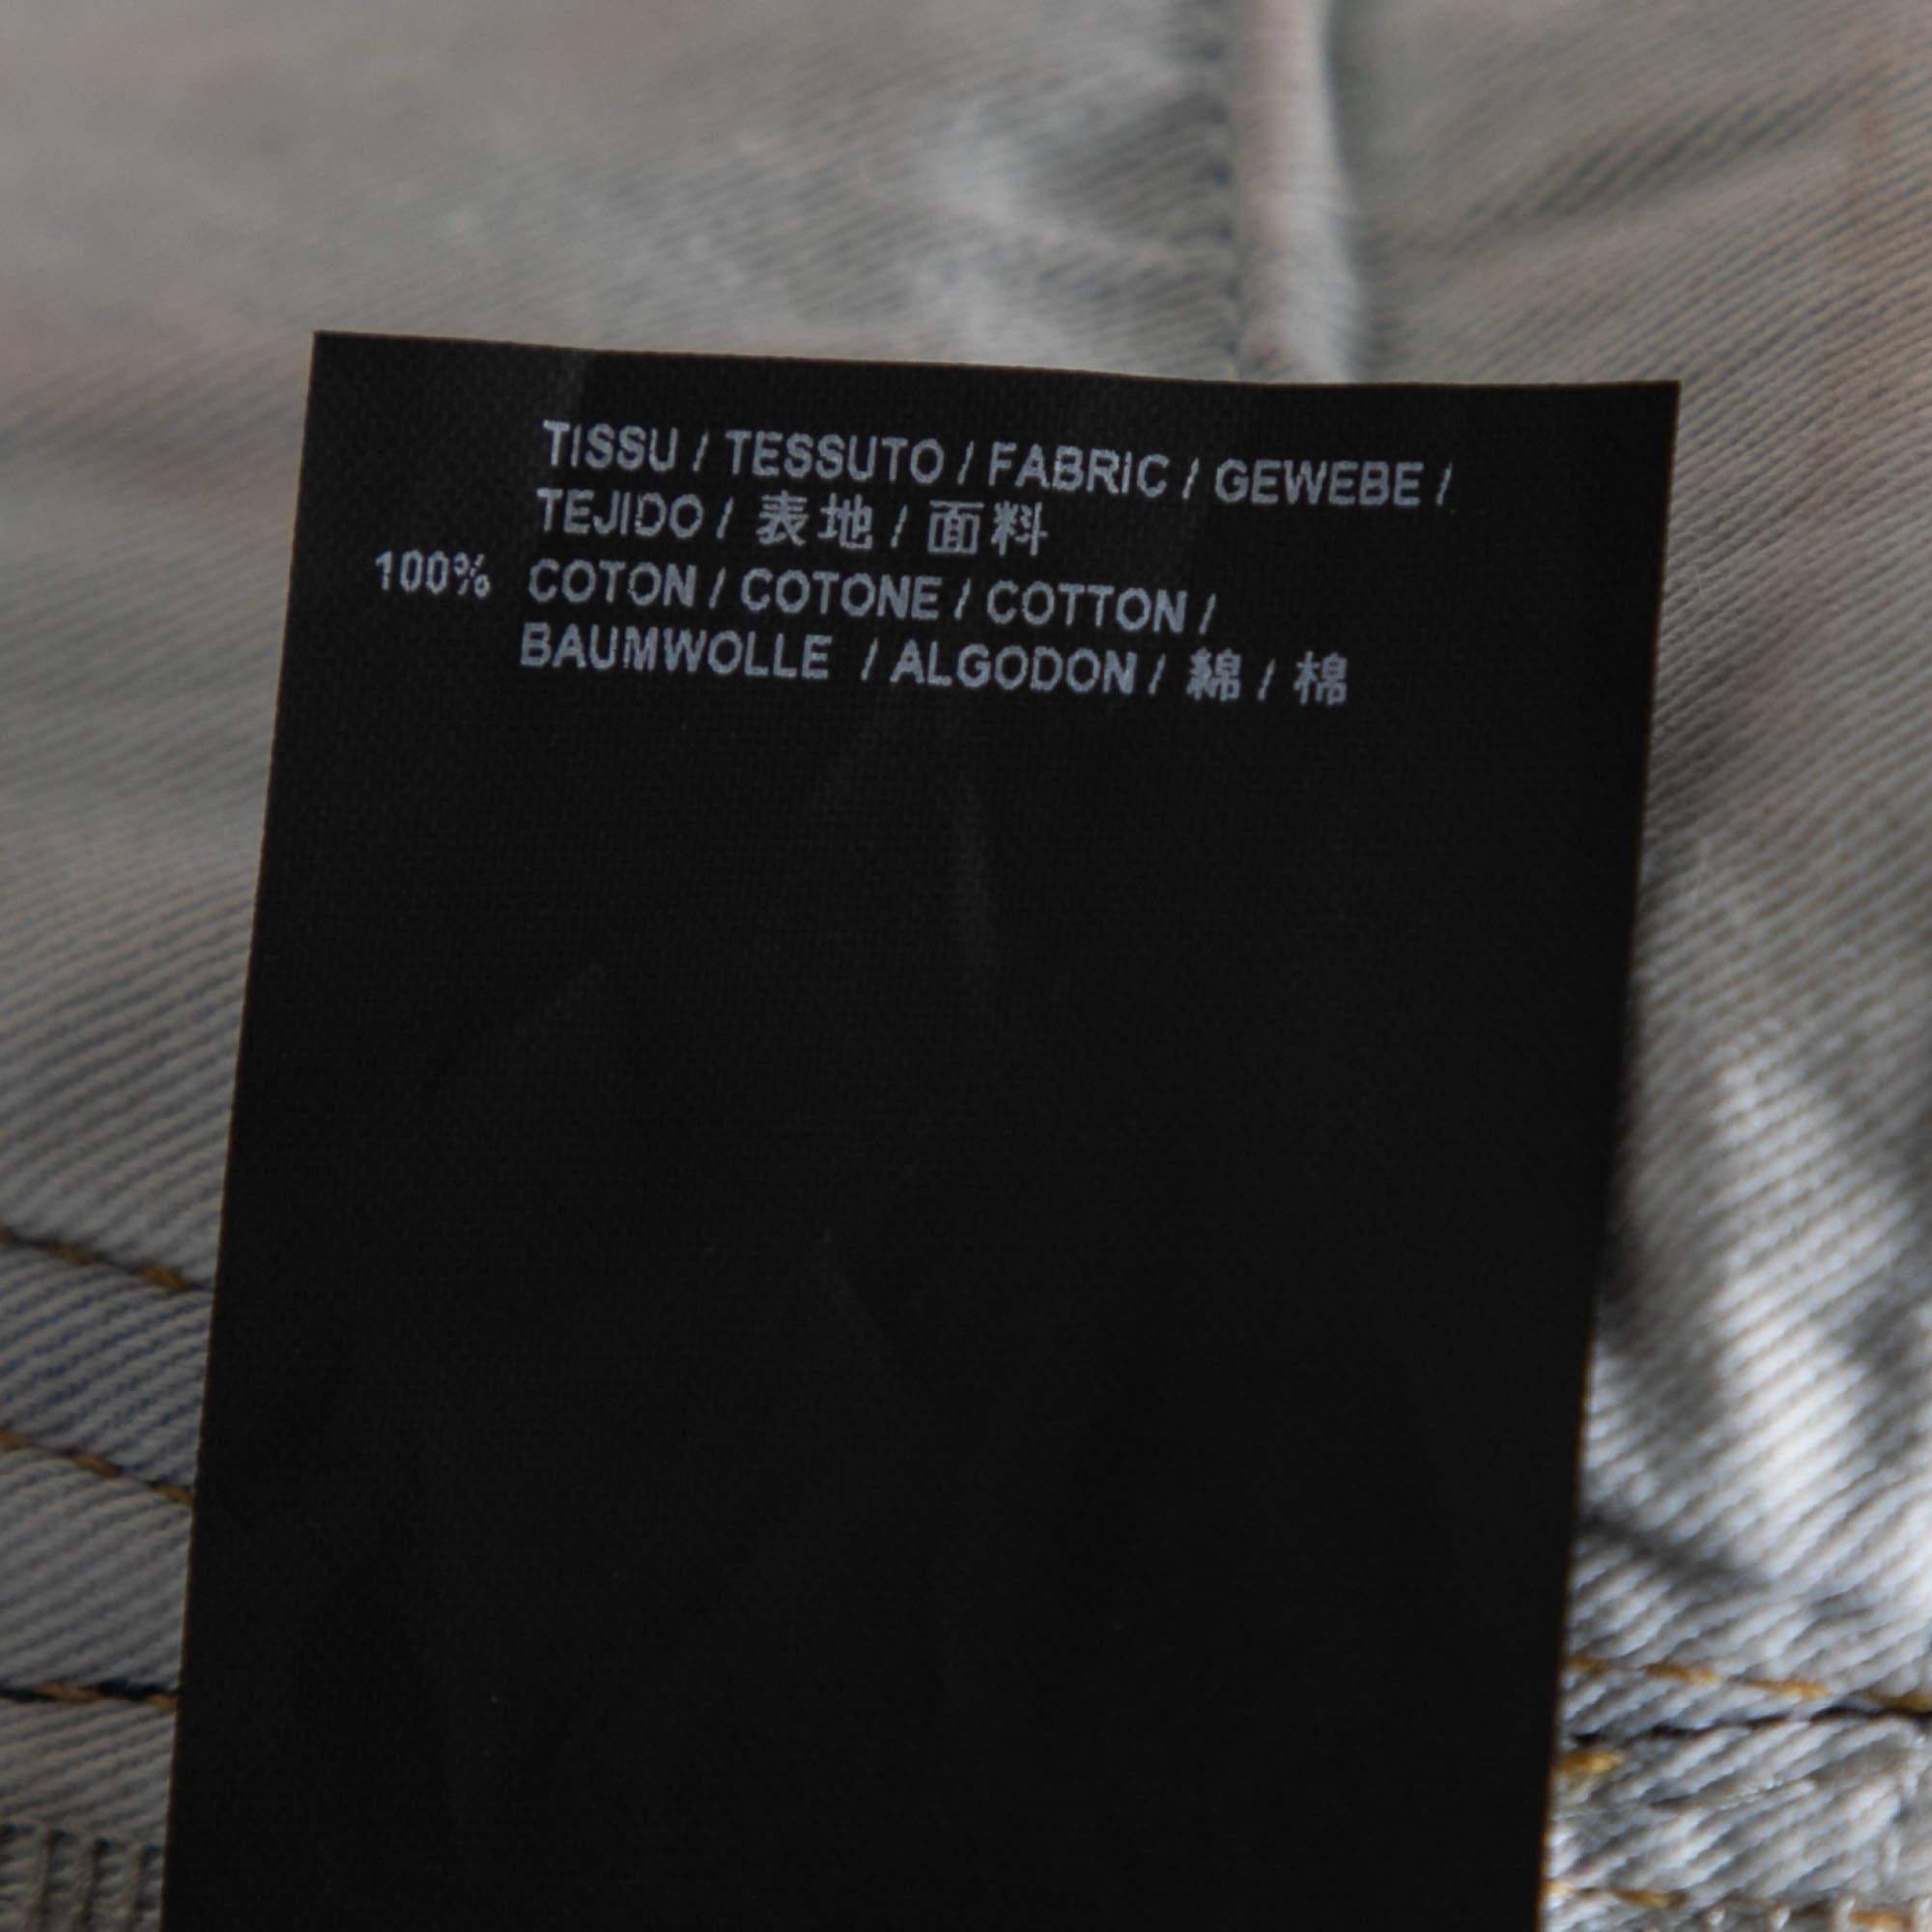 TISSU / TESSUTO / FABRIC / GEWEBE /
TEJIDO / 表地 / 面料
100% COTON / COTONE / COTTON /
BAUMWOLLE / ALGODON / 綿 / 棉